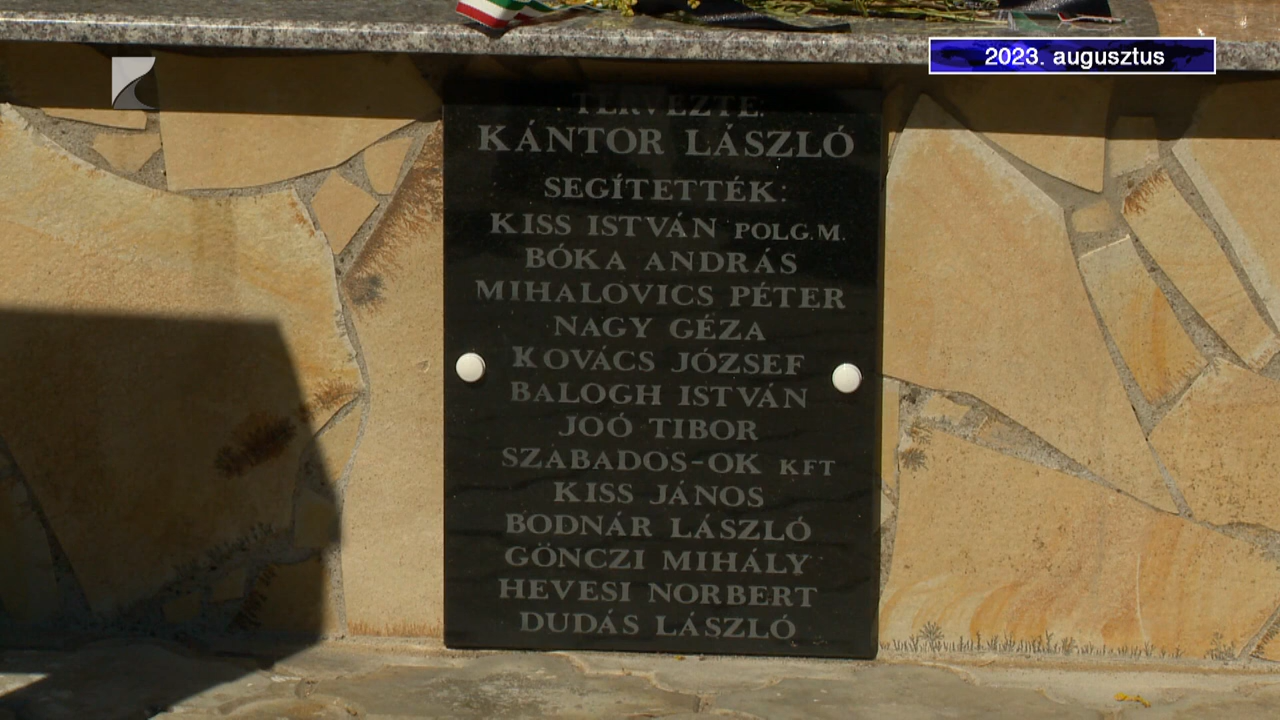 2023. augusztus
TERVEZTE:
KÁNTOR LÁSZLÓ
SEGÍTETTÉK:
KISS ISTVÁN POLG.M.
BÓKA ANDRÁS
MIHALOVICS PÉTER
NAGY GÉZA
KOVÁCS JÓZSEF
BALOGH ISTVÁN
JOÓ TIBOR
SZABADOS-OK KFT
KISS JÁNOS
BODNÁR LÁSZLÓ
GÖNCZI MIHÁLY
HEVESI NORBERT
DUDÁS LÁSZLÓ